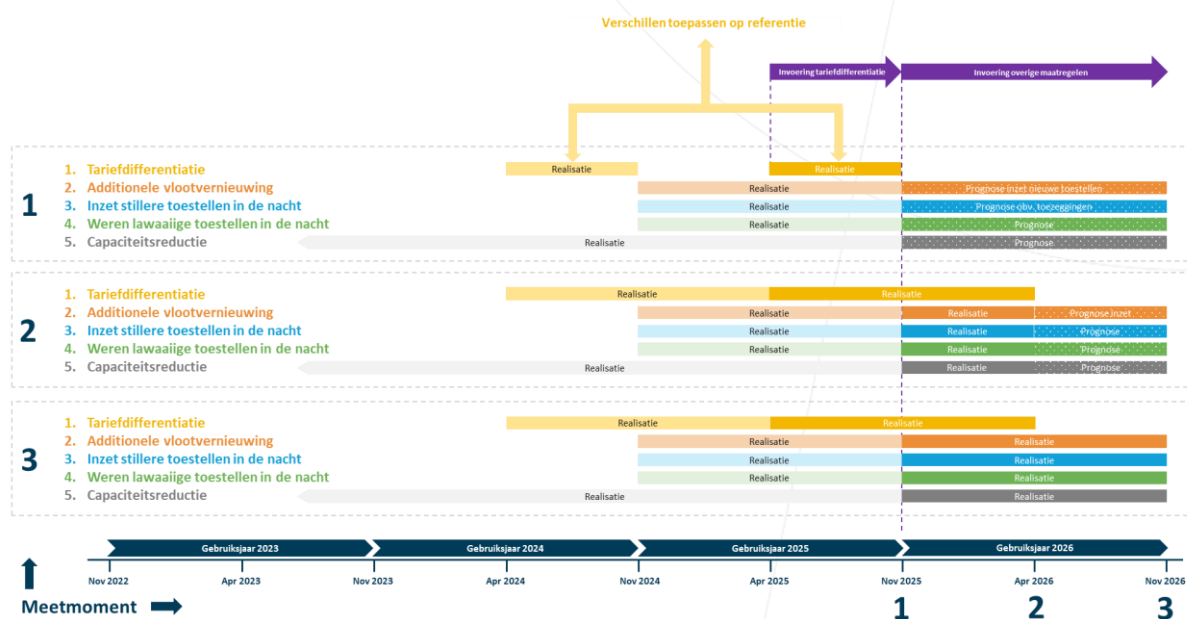 Verschillen toepassen op referentie
Invoering tariefdifferentiatie
Invoering overige maatregelen
1
1. Tariefdifferentiatie
Realisatie
Realisatie
2. Additionele vlootvernieuwing
Realisatie
Prognose inzet nieuwe toestellen
3. Inzet stillere toestellen in de nacht
Realisatie
Prognose obv. toezeggingen
4. Weren lawaaiige toestellen in de nacht
Realisatie
Prognose
5. Capaciteitsreductie
Realisatie
Prognose
2
1. Tariefdifferentiatie
Realisatie
Realisatie
2. Additionele vlootvernieuwing
Realisatie
Realisatie
Prognose inzet
3. Inzet stillere toestellen in de nacht
Realisatie
Realisatie
Prognose
4. Weren lawaaiige toestellen in de nacht
Realisatie
Realisatie
Prognose
5. Capaciteitsreductie
Realisatie
Realisatie
Prognose
3
1. Tariefdifferentiatie
Realisatie
Realisatie
2. Additionele vlootvernieuwing
Realisatie
Realisatie
3. Inzet stillere toestellen in de nacht
Realisatie
Realisatie
4. Weren lawaaiige toestellen in de nacht
Realisatie
Realisatie
5. Capaciteitsreductie
Realisatie
Realisatie
Gebruiksjaar 2023
Gebruiksjaar 2024
Gebruiksjaar 2025
Gebruiksjaar 2026
Nov 2022
Apr 2023
Nov 2023
Apr 2024
Nov 2024
Apr 2025
Nov 2025
Apr 2026
Nov 2026
Meetmoment
1
2
3